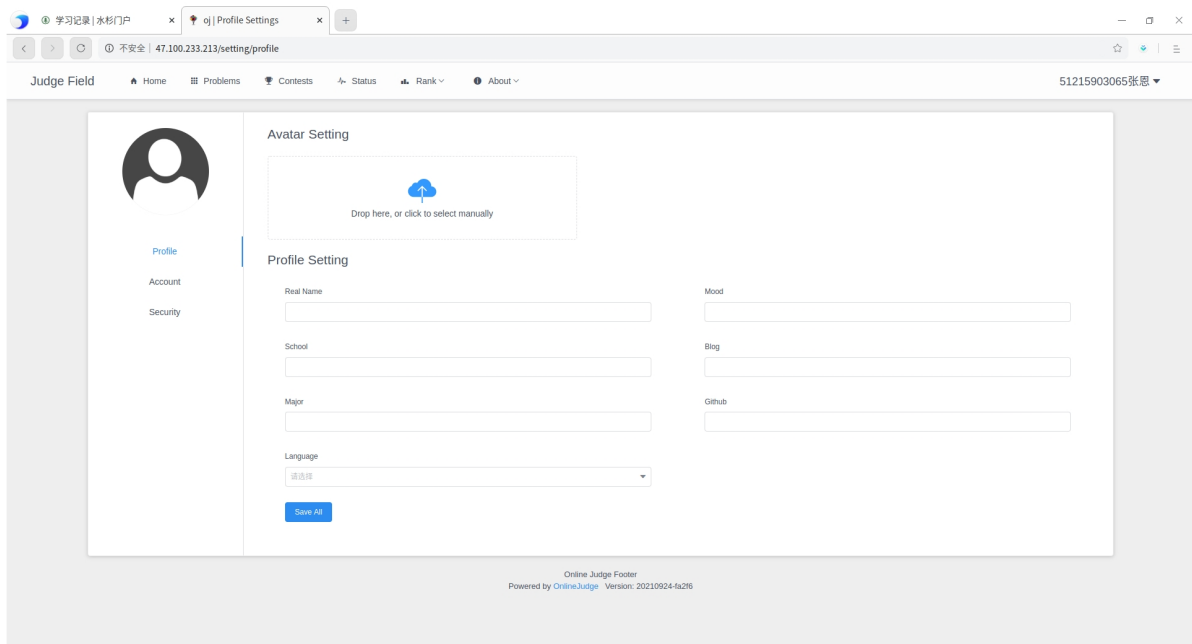 学习记录 | 水杉门户
oj | Profile Settings
不安全 | 47.100.233.213/setting/profile
Judge Field Home Problems Contests Status Rank About 51215903065张恩
Avatar Setting
Drop here, or click to select manually
Profile
Account
Security
Profile Setting
Real Name Mood
School Blog
Major Github
Language
请选择
Save All
Online Judge Footer
Powered by OnlineJudge Version: 20210924-fa2f6